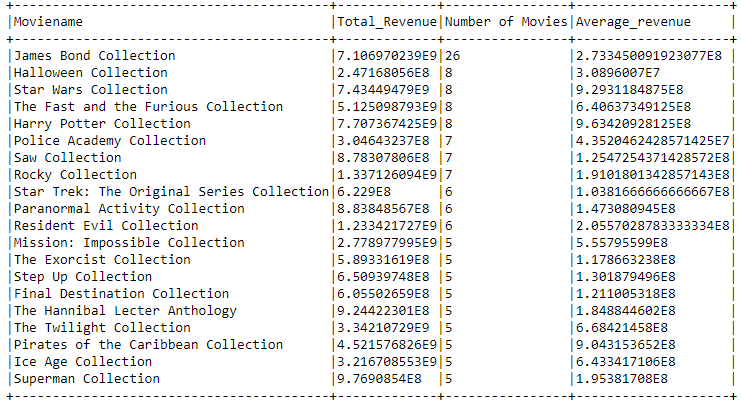 +----------------------------------------+-------------+----------------+--------------------+
|Moviename                               |Total_Revenue|Number of Movies|Average_revenue     |
+----------------------------------------+-------------+----------------+--------------------+
|James Bond Collection                   |7.106970239E9|26              |2.733450091923077E8 |
|Halloween Collection                    |2.47168056E8 |8               |3.0896007E7         |
|Star Wars Collection                    |7.43449479E9 |8               |9.2931184875E8      |
|The Fast and the Furious Collection     |5.125098793E9|8               |6.40637349125E8     |
|Harry Potter Collection                 |7.707367425E9|8               |9.63420928125E8     |
|Police Academy Collection               |3.04643237E8 |7               |4.3520462428571425E7|
|Saw Collection                          |8.78307806E8 |7               |1.2547254371428572E8|
|Rocky Collection                        |1.337126094E9|7               |1.9101801342857143E8|
|Star Trek: The Original Series Collection|6.229E8      |6               |1.0381666666666667E8|
|Paranormal Activity Collection          |8.83848567E8 |6               |1.473080945E8       |
|Resident Evil Collection                |1.233421727E9|6               |2.0557028783333334E8|
|Mission: Impossible Collection          |2.778977995E9|5               |5.55795599E8        |
|The Exorcist Collection                 |5.89331619E8 |5               |1.178663238E8       |
|Step Up Collection                      |6.50939748E8 |5               |1.301879496E8       |
|Final Destination Collection            |6.05502659E8 |5               |1.211005318E8       |
|The Hannibal Lecter Anthology           |9.24422301E8 |5               |1.848844602E8       |
|The Twilight Collection                 |3.34210729E9 |5               |6.68421458E8        |
|Pirates of the Caribbean Collection     |4.521576826E9|5               |9.043153652E8       |
|Ice Age Collection                      |3.216708553E9|5               |6.433417106E8       |
|Superman Collection                     |9.7690854E8  |5               |1.95381708E8        |
+----------------------------------------+-------------+----------------+--------------------+